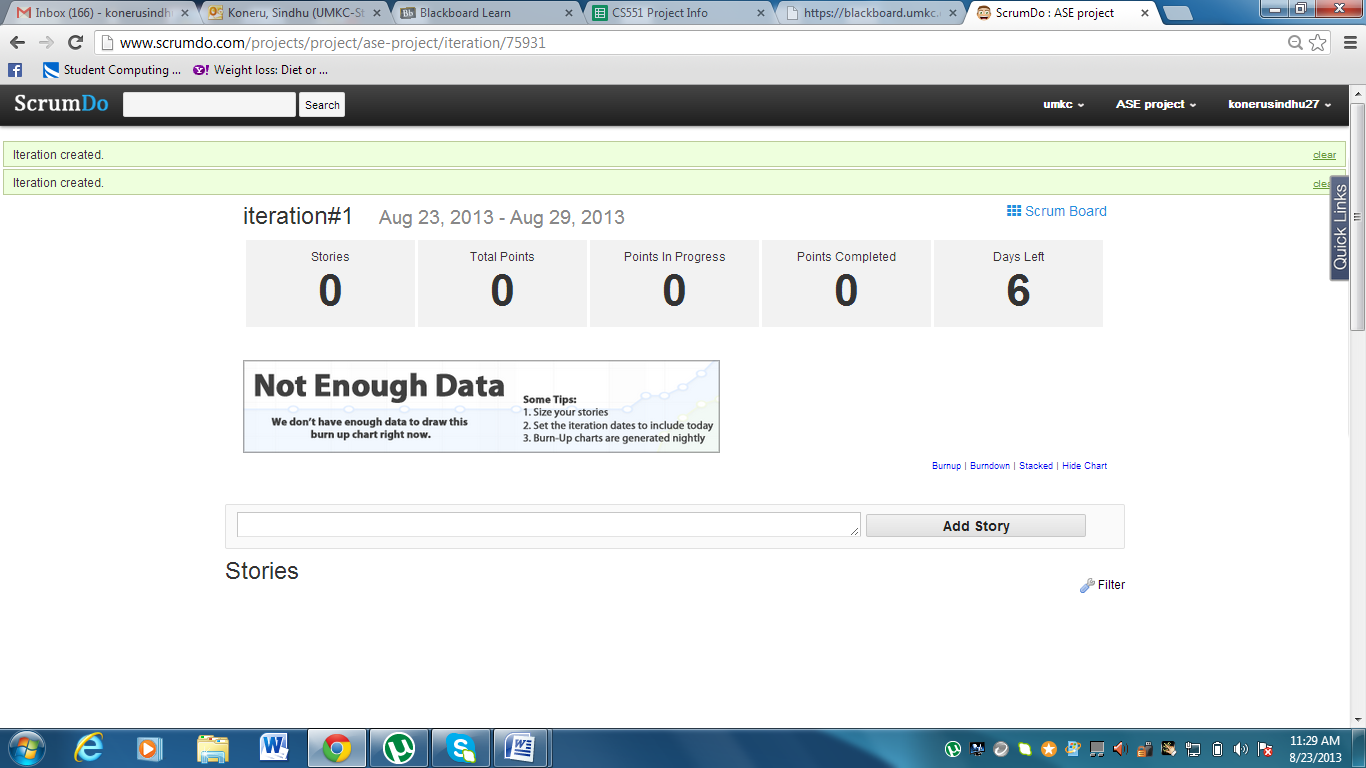 Inbox (166) - konerusindh
Koneru, Sindhu (UMKC-St
Blackboard Learn
CS551 Project Info
https://blackboard.umkc.
ScrumDo : ASE project
www.scrumdo.com/projects/project/ase-project/iteration/75931
Student Computing ...
Weight loss: Diet or ...
ScrumDo
Search
umkc
ASE project
konerusindhu27
Iteration created.
clear
Iteration created.
clear
Quick Links
iteration#1
Aug 23, 2013 - Aug 29, 2013
Scrum Board
Stories
0
Total Points
0
Points In Progress
0
Points Completed
0
Days Left
6
Not Enough Data
We don't have enough data to draw this
burn up chart right now.
Some Tips:
1. Size your stories
2. Set the iteration dates to include today
3. Burn-Up charts are generated nightly
Burnup | Burndown | Stacked | Hide Chart
Add Story
Stories
Filter
11:29 AM
8/23/2013